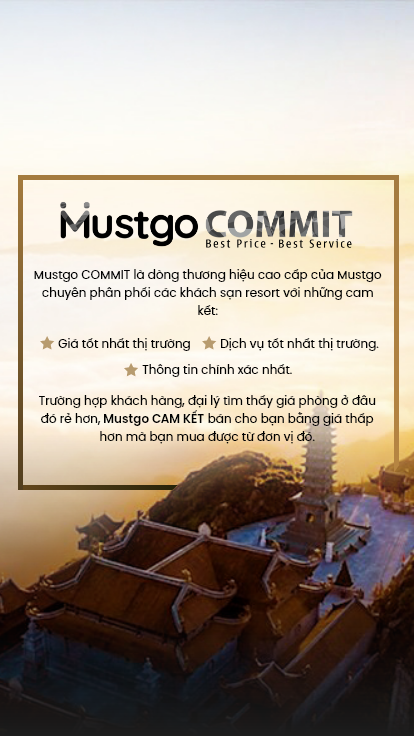 Mustgo COMMIT
Best Price - Best Service
Mustgo COMMIT là dòng thương hiệu cao cấp của Mustgo
chuyên phân phối các khách sạn resort với những cam
kết:
Giá tốt nhất thị trường Dịch vụ tốt nhất thị trường.
Thông tin chính xác nhất.
Trường hợp khách hàng, đại lý tìm thấy giá phòng ở đâu
đó rẻ hơn, Mustgo CAM KẾT bán cho bạn bằng giá thấp
hơn mà bạn mua được từ đơn vị đó.